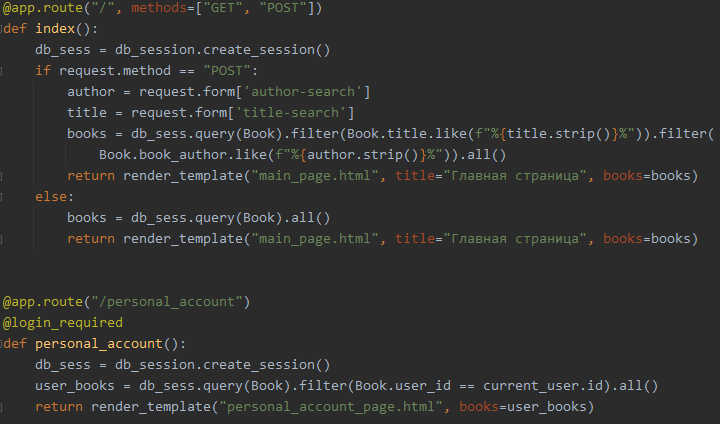 @app.route("/", methods=["GET", "POST"])
def index():
    db_sess = db_session.create_session()
    if request.method == "POST":
        author = request.form['author-search']
        title = request.form['title-search']
        books = db_sess.query(Book).filter(Book.title.like(f"%{title.strip()}%")).filter(
            Book.book_author.like(f"%{author.strip()}%")).all()
        return render_template("main_page.html", title="Главная страница", books=books)
    else:
        books = db_sess.query(Book).all()
        return render_template("main_page.html", title="Главная страница", books=books)
@app.route("/personal_account")
@login_required
def personal_account():
    db_sess = db_session.create_session()
    user_books = db_sess.query(Book).filter(Book.user_id == current_user.id).all()
    return render_template("personal_account_page.html", books=user_books)